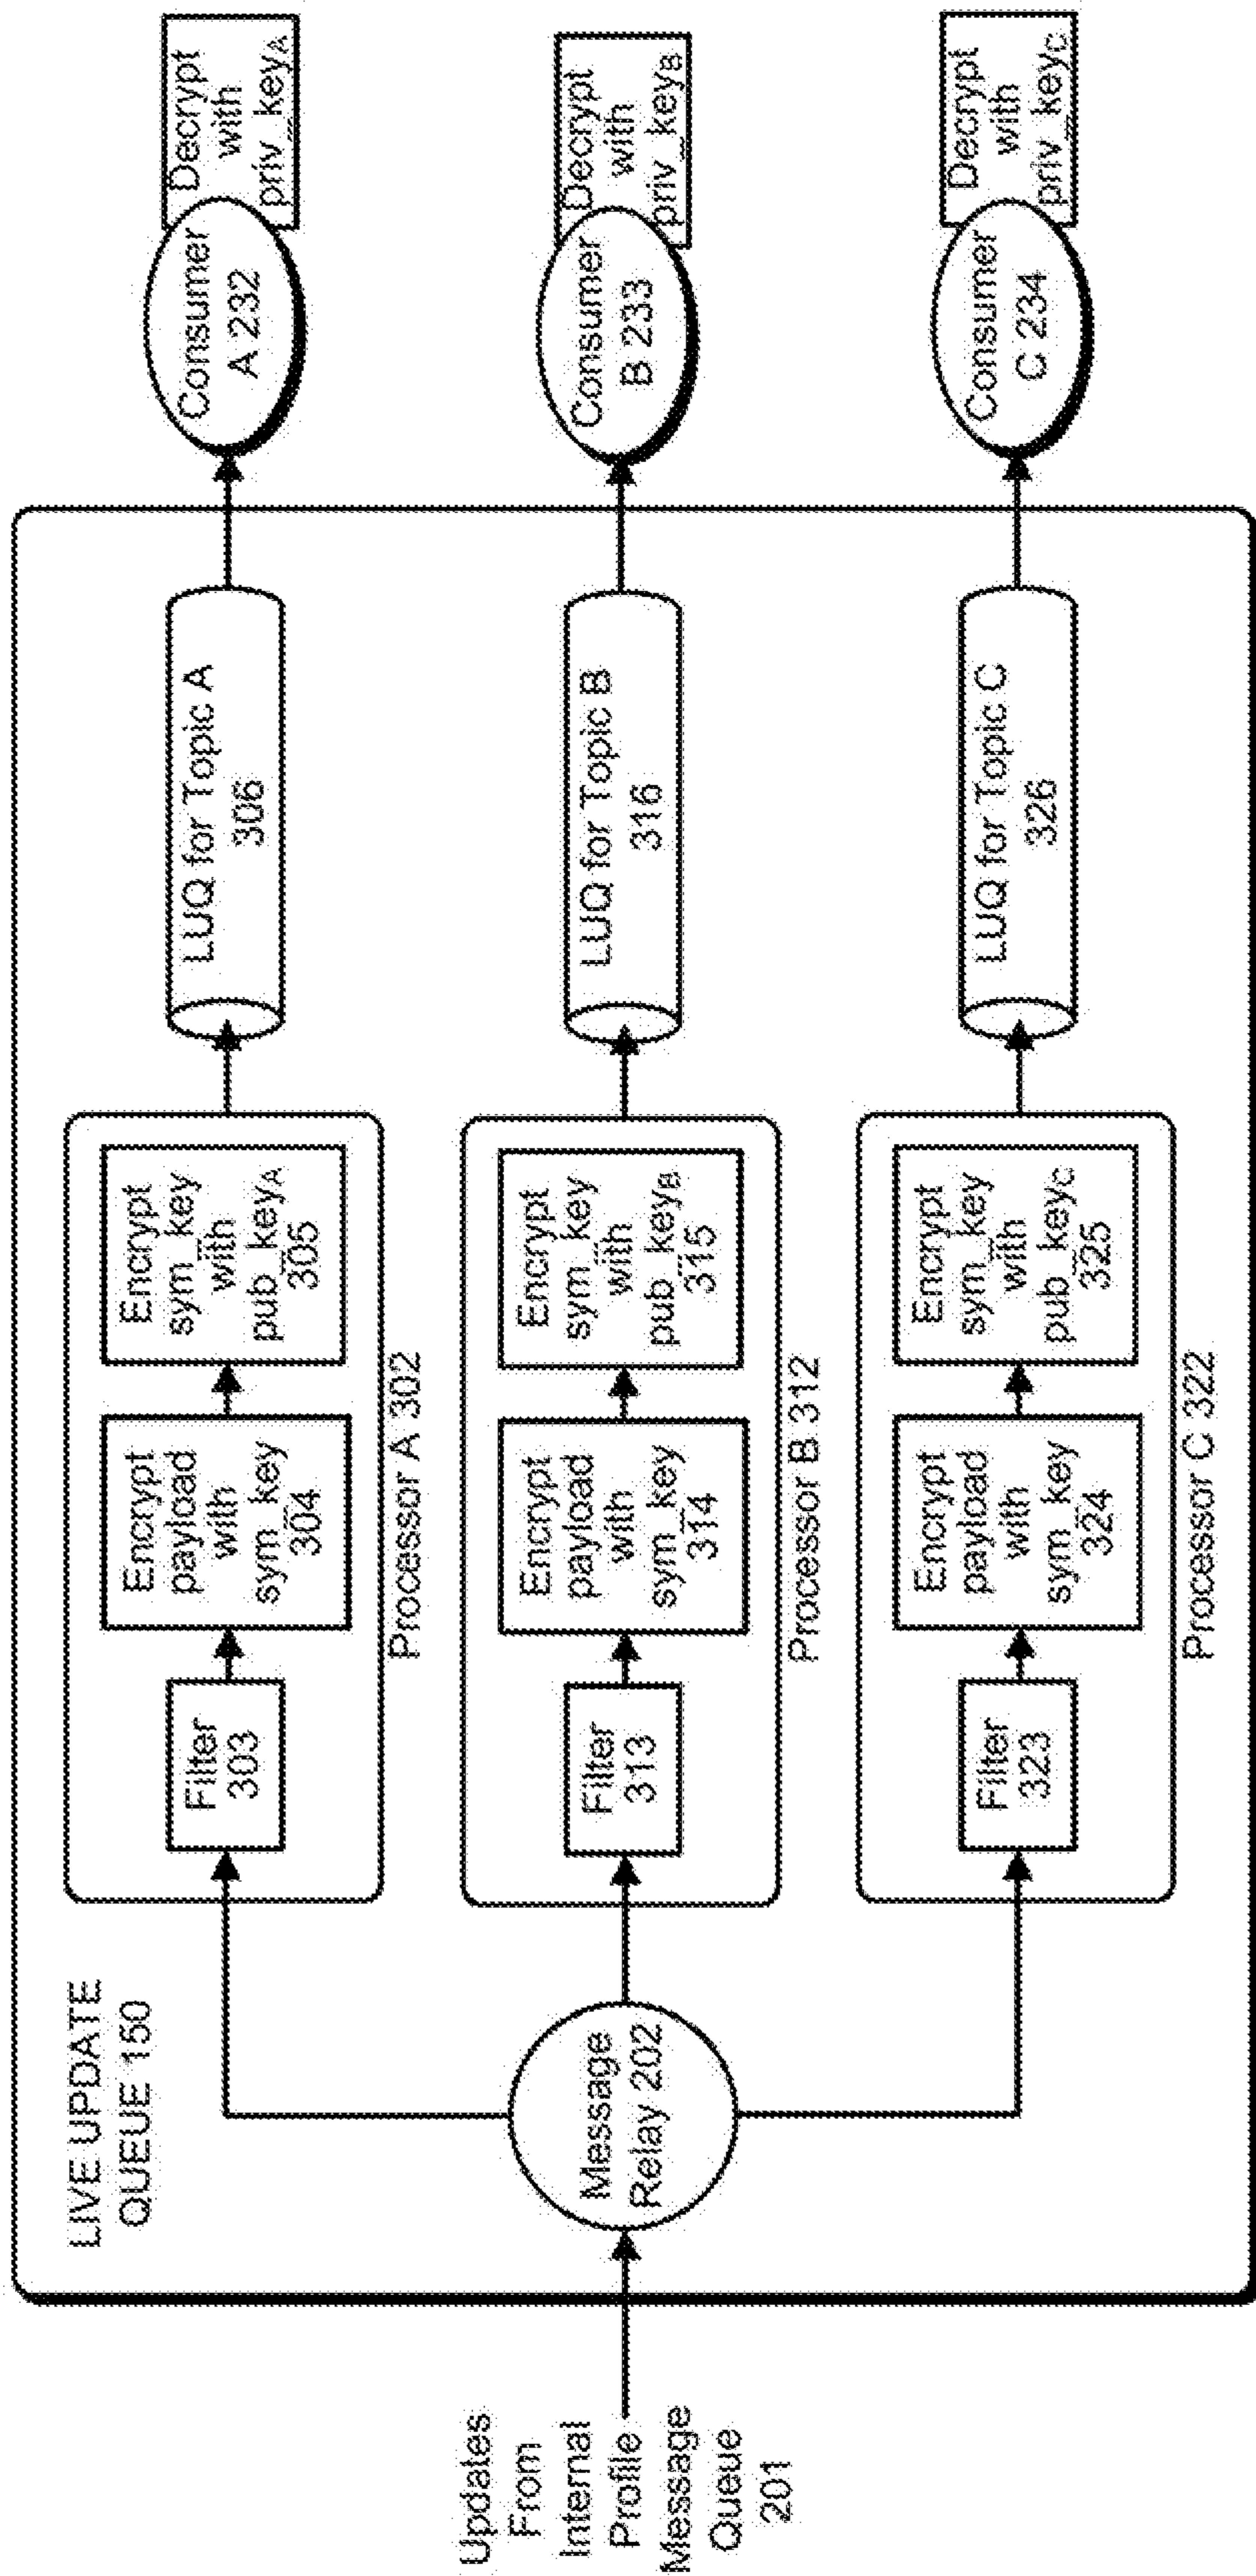 LIVE UPDATE
QUEUE 150
Updates
From
Internal
Profile
Message
Queue
201
Message
Relay 202
Filter
303
Encrypt
payload
with
sym_key
304
Encrypt
sym_key
with
pub_keyA
305
Processor A 302
LUQ for Topic A
306
Consumer
A 232
Decrypt
with
priv_keyA
Filter
313
Encrypt
payload
with
sym_key
314
Encrypt
sym_key
with
pub_keyB
315
Processor B 312
LUQ for Topic B
316
Consumer
B 233
Decrypt
with
priv_keyB
Filter
323
Encrypt
payload
with
sym_key
324
Encrypt
sym_key
with
pub_keyC
325
Processor C 322
LUQ for Topic C
326
Consumer
C 234
Decrypt
with
priv_keyC